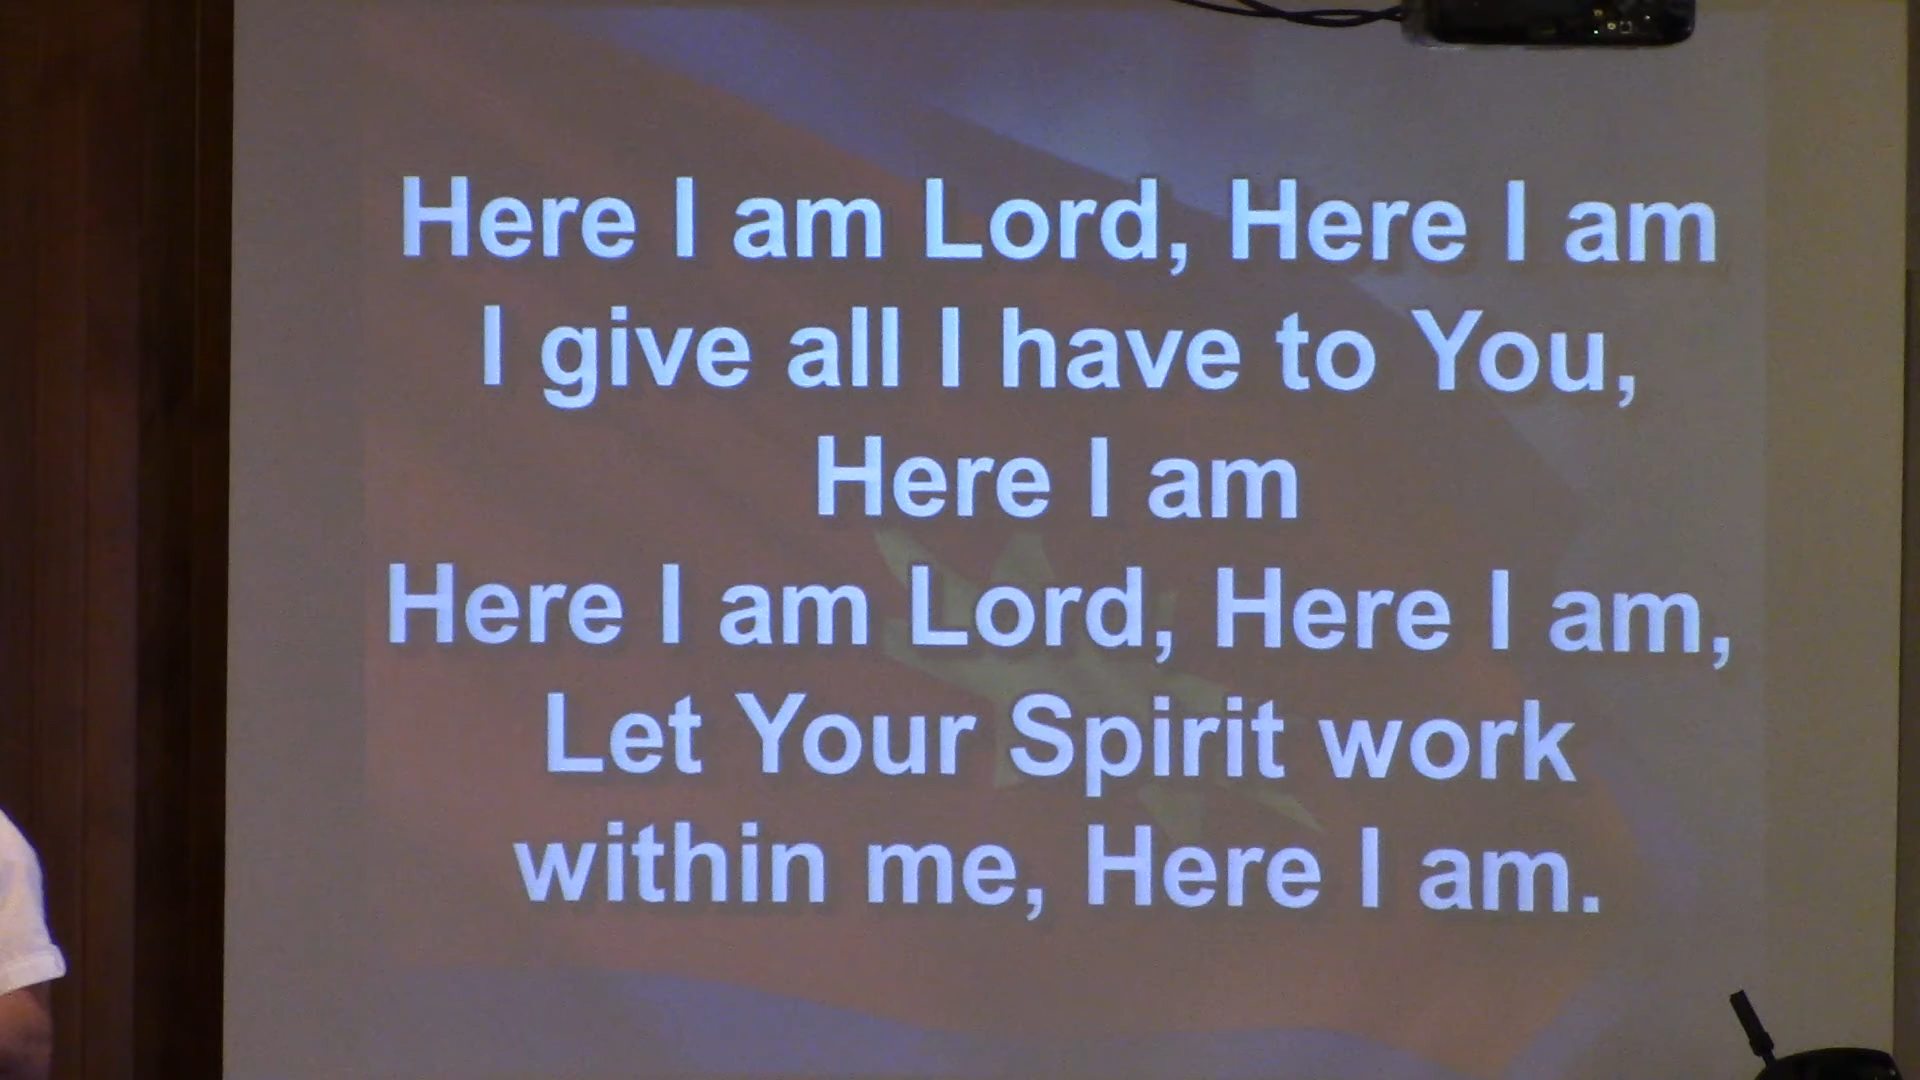 Here I am Lord, Here I am
I give all I have to You,
Here I am
Here I am Lord, Here I am,
Let Your Spirit work
within me, Here I am.